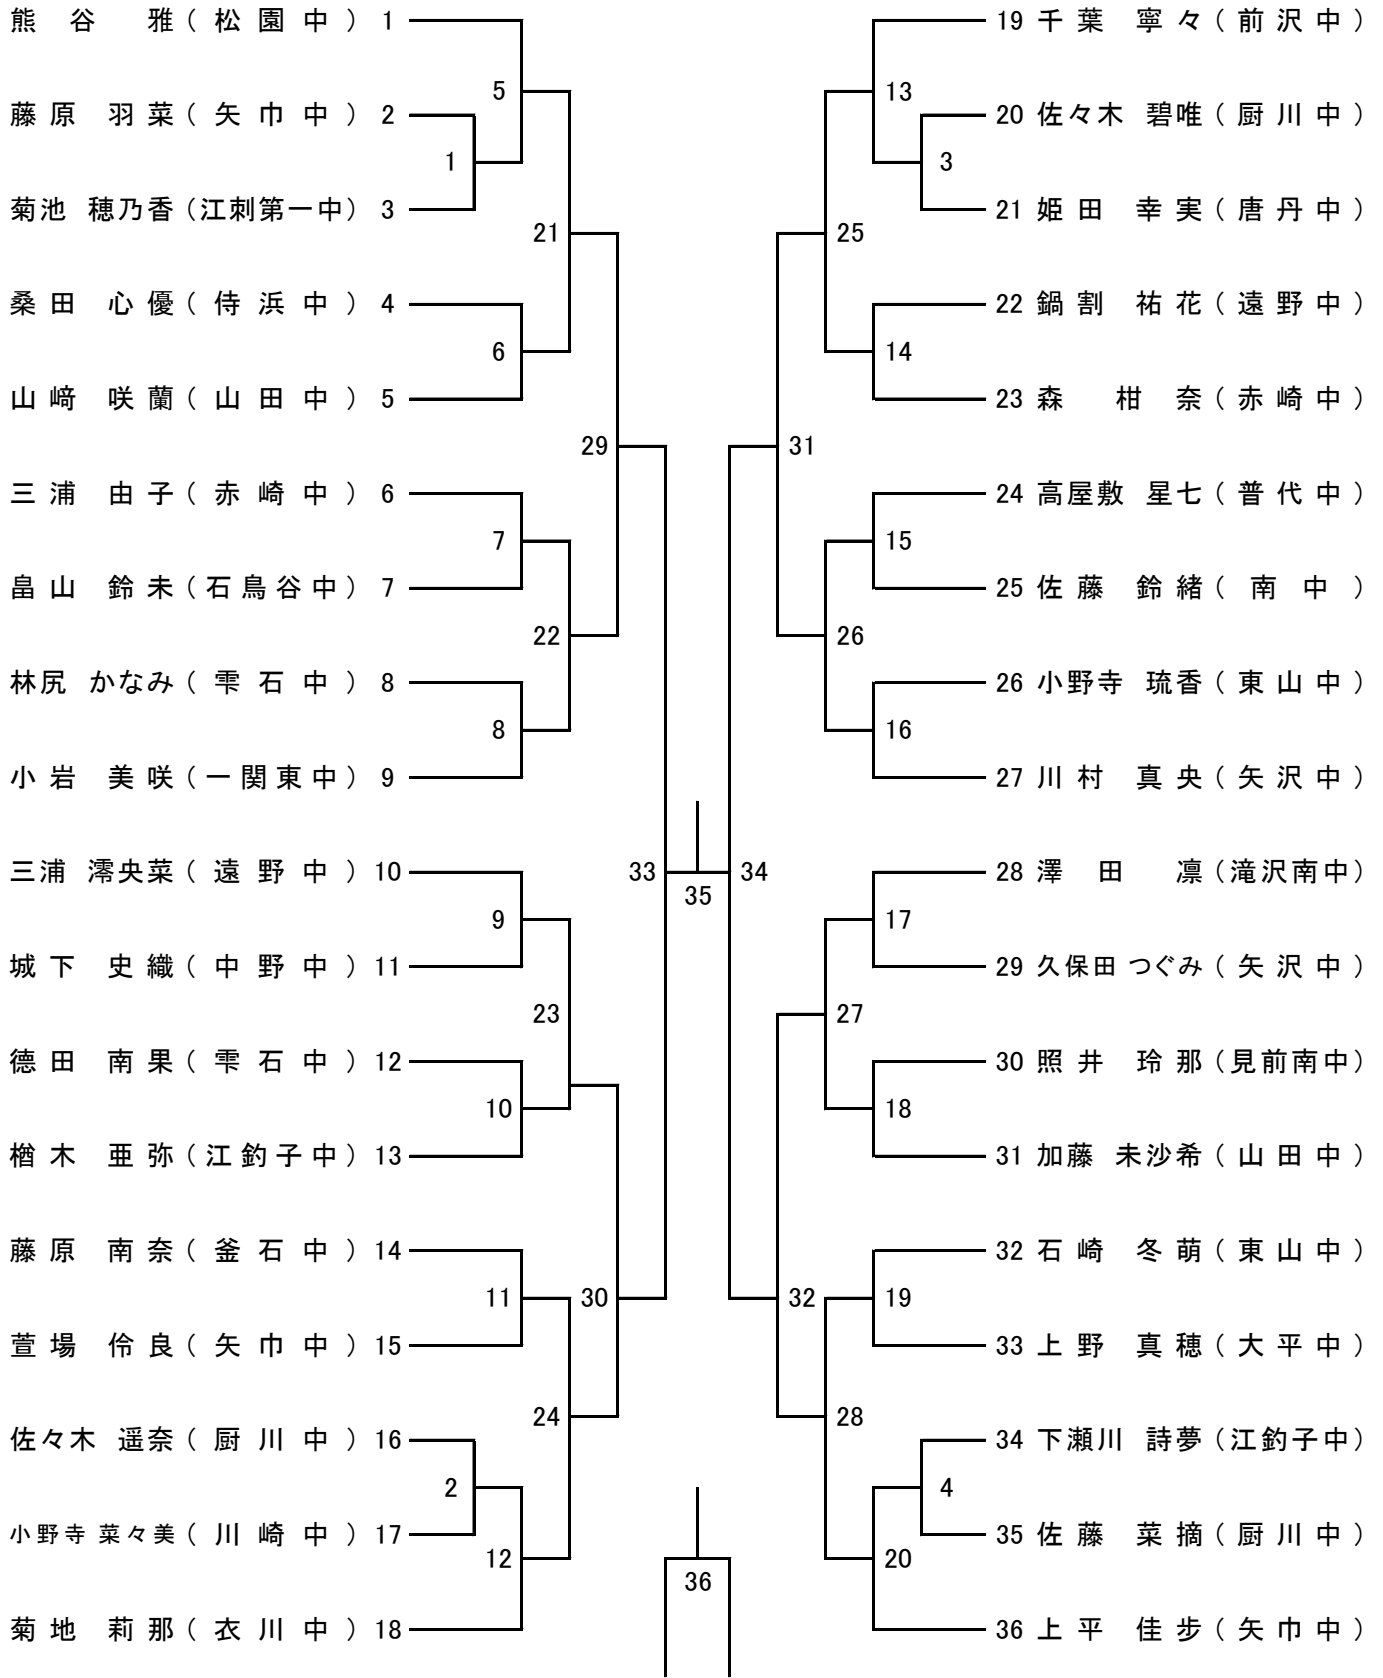 熊谷 雅（松園中）1
藤原 羽菜（矢巾中）2
菊池 穂乃香（江刺第一中）3
桑田 心優（侍浜中）4
山﨑 咲蘭（山田中）5
三浦 由子（赤崎中）6
畠山 鈴未（石鳥谷中）7
林尻 かなみ（雫石中）8
小岩 美咲（一関東中）9
三浦 澪央菜（遠野中）10
城下 史織（中野中）11
德田 南果（雫石中）12
楢木 亜弥（江釣子中）13
藤原 南奈（釜石中）14
萱場 伶良（矢巾中）15
佐々木 遥奈（厨川中）16
小野寺 菜々美（川崎中）17
菊地 莉那（衣川中）18
5
1
21
6
29
7
22
8
33
9
23
10
11
30
24
2
12
35
36
13
3
25
14
31
15
26
16
34
17
27
18
32
19
28
4
20
19 千葉 寧々（前沢中）
20 佐々木 碧唯（厨川中）
21 姫田 幸実（唐丹中）
22 鍋割 祐花（遠野中）
23 森 柑奈（赤崎中）
24 高屋敷 星七（普代中）
25 佐藤 鈴緒（南中）
26 小野寺 琉香（東山中）
27 川村 真央（矢沢中）
28 澤田 凛（滝沢南中）
29 久保田 つぐみ（矢沢中）
30 照井 玲那（見前南中）
31 加藤 未沙希（山田中）
32 石崎 冬萌（東山中）
33 上野 真穂（大平中）
34 下瀬川 詩夢（江釣子中）
35 佐藤 菜摘（厨川中）
36 上平 佳歩（矢巾中）